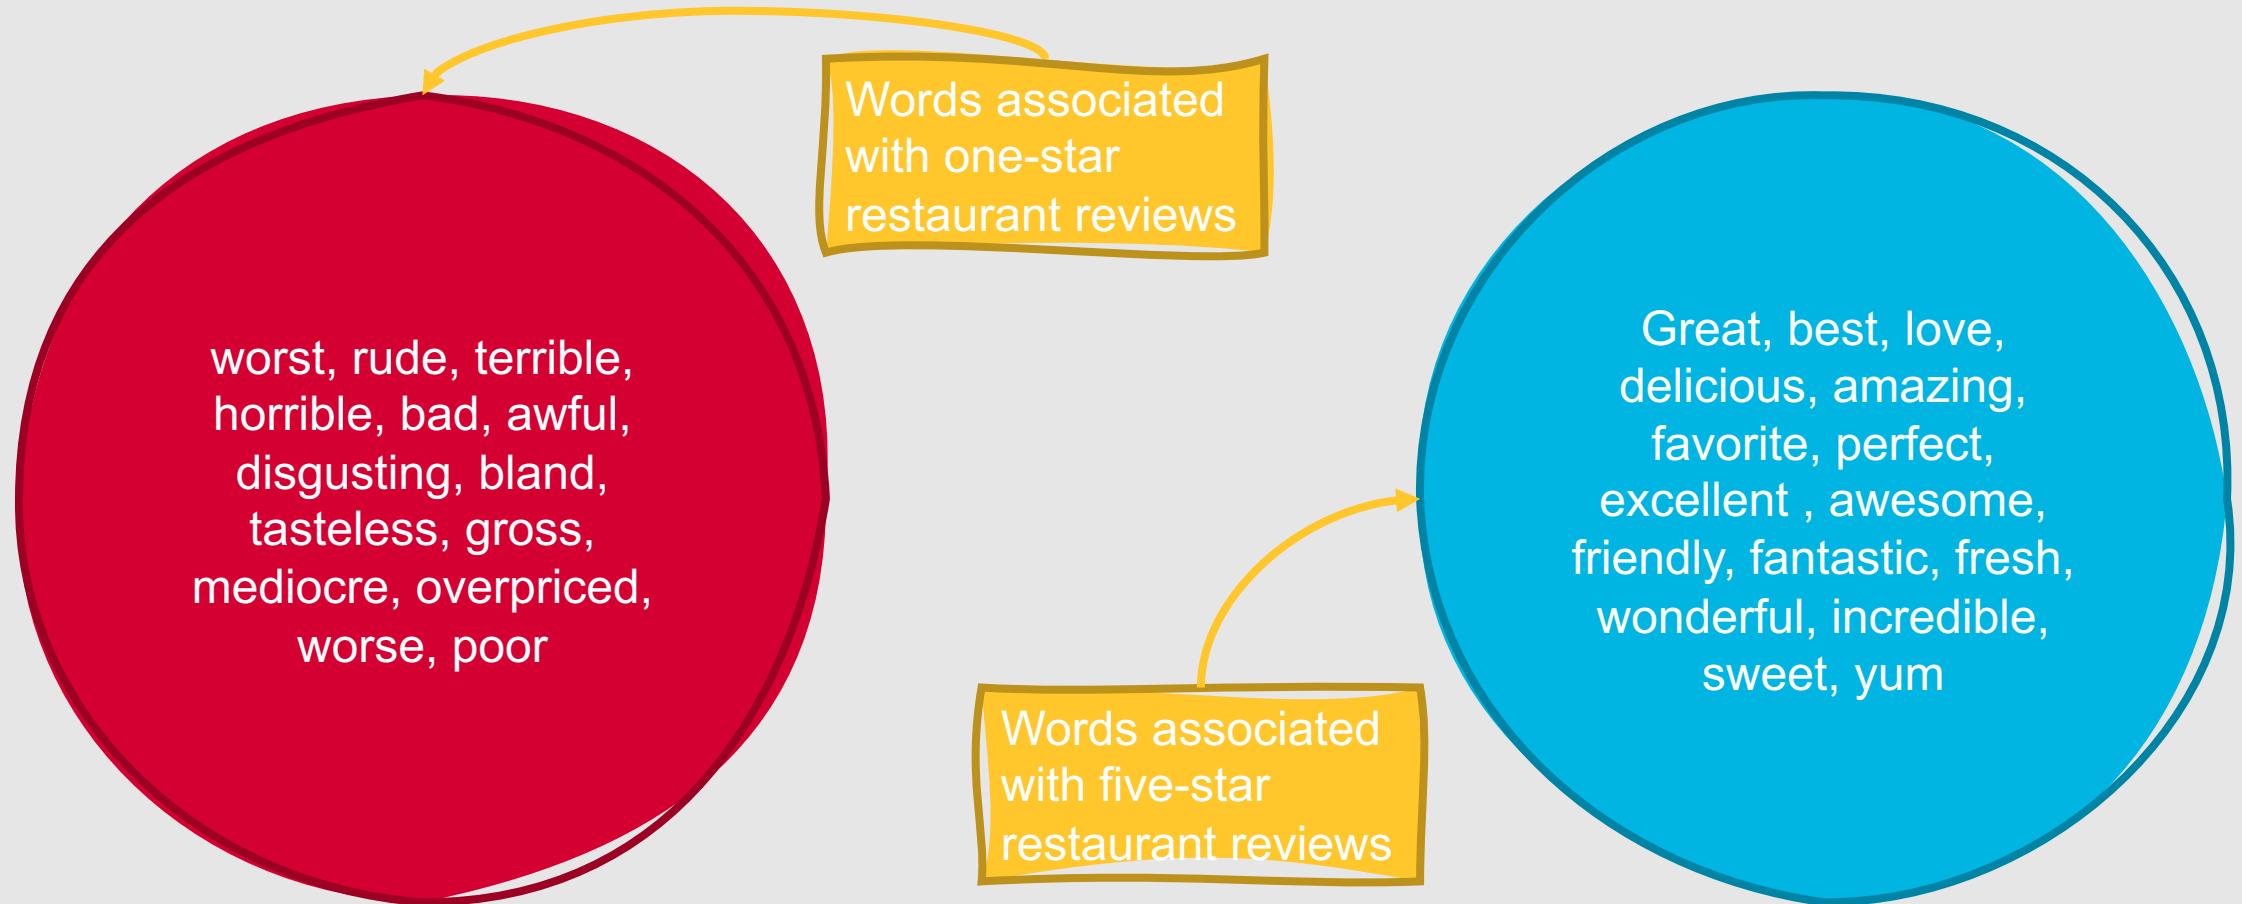 Words associated
with one-star
restaurant reviews
worst, rude, terrible,
horrible, bad, awful,
disgusting, bland,
tasteless, gross,
mediocre, overpriced,
worse, poor
Great, best, love,
delicious, amazing,
favorite, perfect,
excellent , awesome,
friendly, fantastic, fresh,
wonderful, incredible,
sweet, yum
Words associated
with five-star
restaurant reviews